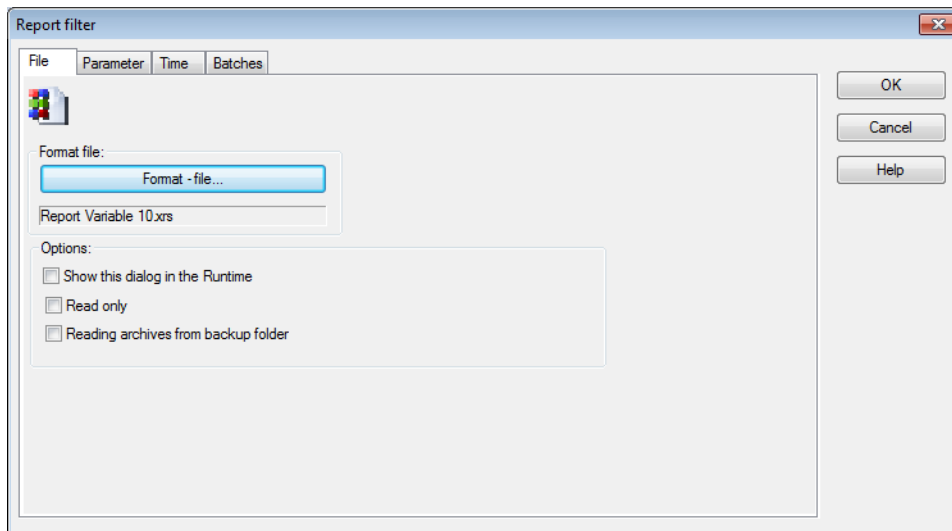 Report filter
File
Parameter
Time
Batches
OK
Cancel
Help
Format file:
Format - file...
Report Variable 10.xrs
Options:
Show this dialog in the Runtime
Read only
Reading archives from backup folder